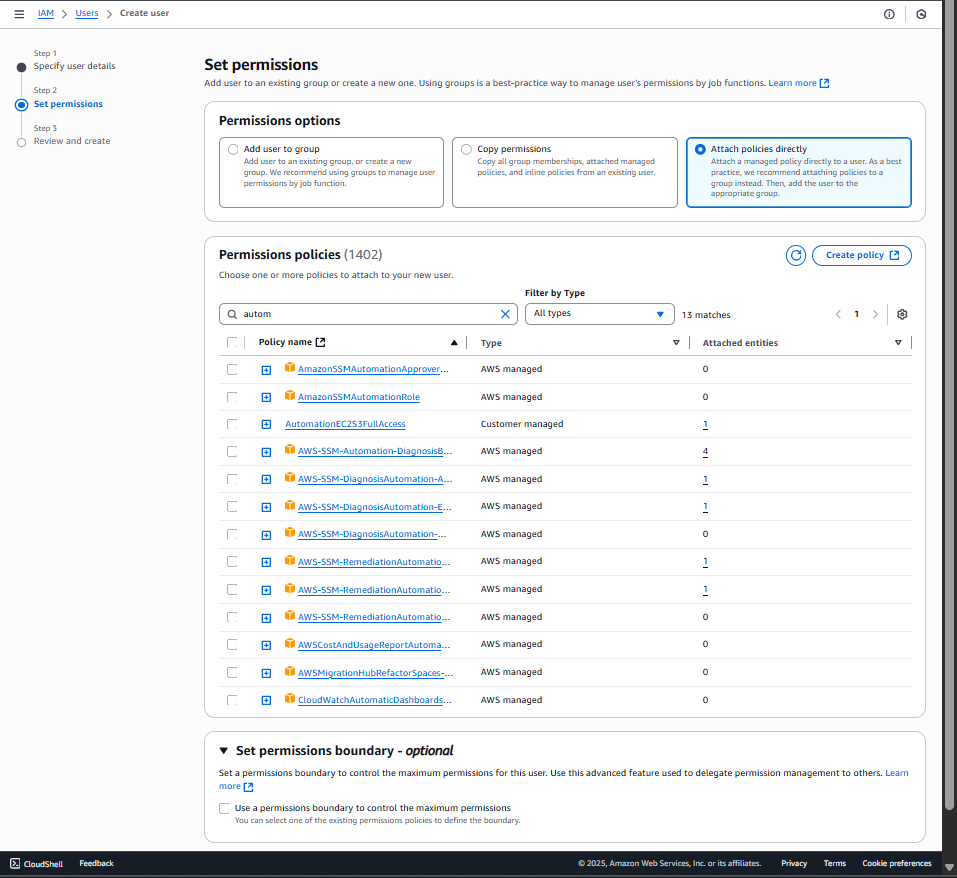 IAM > Users > Create user
Step 1
Specify user details
Step 2
Set permissions
Step 3
Review and create
Set permissions
Add user to an existing group or create a new one. Using groups is a best-practice way to manage user's permissions by job functions. Learn more
Permissions options
Add user to group
Add user to an existing group, or create a new
group. We recommend using groups to manage user
permissions by job function.
Copy permissions
Copy all group memberships, attached managed
policies, and inline policies from an existing user.
Attach policies directly
Attach a managed policy directly to a user. As a best
practice, we recommend attaching policies to a
group instead. Then, add the user to the
appropriate group.
Permissions policies (1402)
Create policy
Choose one or more policies to attach to your new user.
Filter by Type
autom
All types
13 matches
1
Policy name Type Attached entities
AmazonSSMAutomationApprover... AWS managed 0
AmazonSSMAutomationRole AWS managed 0
AutomationEC2S3FullAccess Customer managed 1
AWS-SSM-Automation-DiagnosisB... AWS managed 4
AWS-SSM-DiagnosisAutomation-A... AWS managed 1
AWS-SSM-DiagnosisAutomation-E... AWS managed 1
AWS-SSM-DiagnosisAutomation-... AWS managed 0
AWS-SSM-RemediationAutomatio... AWS managed 1
AWS-SSM-RemediationAutomatio... AWS managed 1
AWS-SSM-RemediationAutomatio... AWS managed 0
AWSCostAndUsageReportAutoma... AWS managed 0
AWSMigrationHubRefactorSpaces-... AWS managed 0
CloudWatchAutomaticDashboards... AWS managed 0
Set permissions boundary - optional
Set a permissions boundary to control the maximum permissions for this user. Use this advanced feature used to delegate permission management to others. Learn
more
Use a permissions boundary to control the maximum permissions
You can select one of the existing permissions policies to define the boundary.
CloudShell Feedback © 2025, Amazon Web Services, Inc. or its affiliates. Privacy Terms Cookie preferences